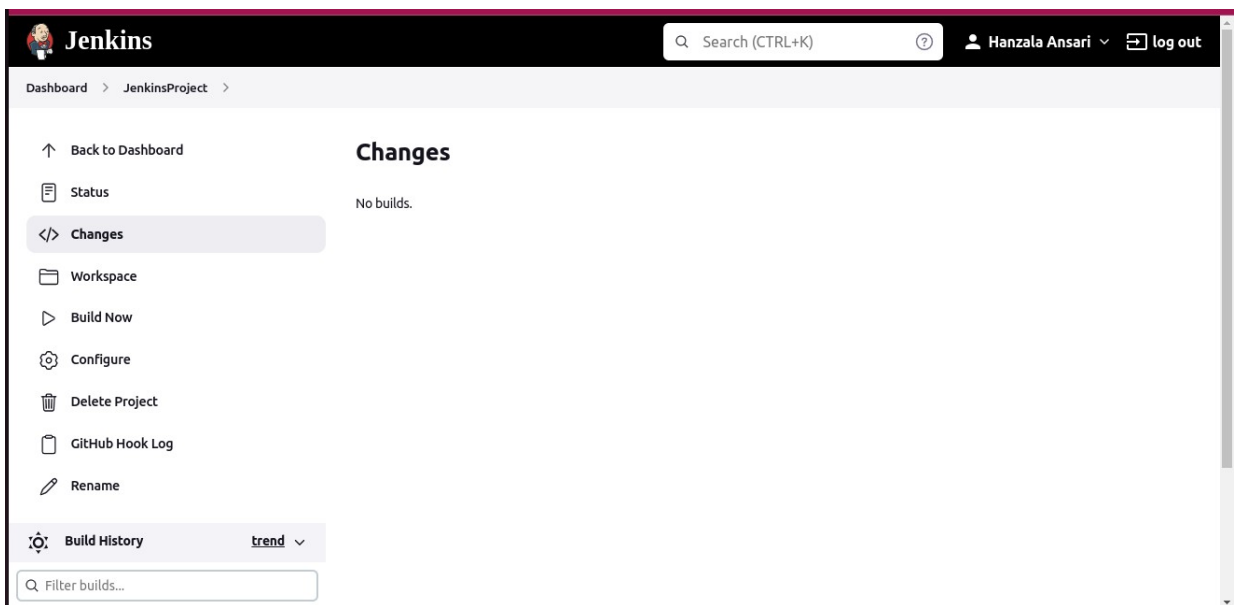 Jenkins
Search (CTRL+K)
Hanzala Ansari
log out
Dashboard > JenkinsProject >
Back to Dashboard
Status
Changes
Workspace
Build Now
Configure
Delete Project
GitHub Hook Log
Rename
Build History trend
Filter builds...
Changes
No builds.